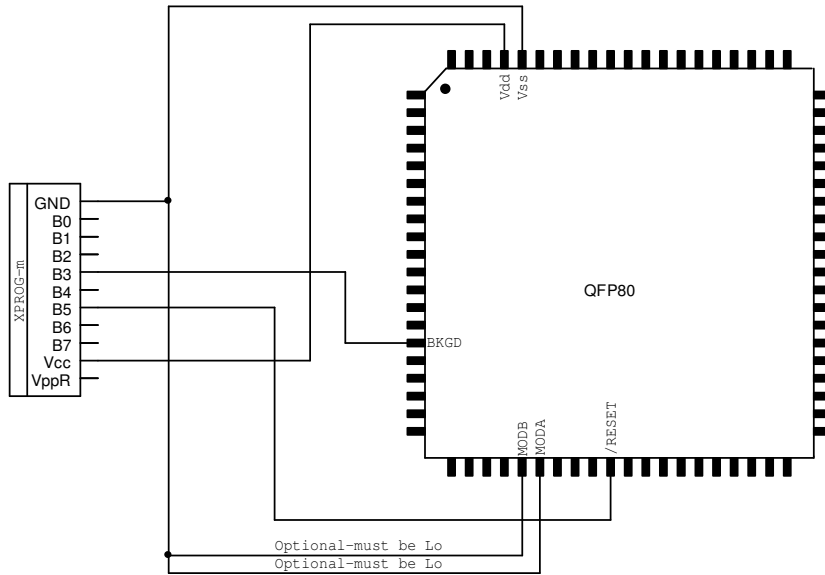 Vdd
Vss
XPROG-m
GND
B0
B1
B2
B3
B4
B5
B6
B7
Vcc
VppR
QFP80
BKGD
MODB
MODA
/RESET
Optional-must be Lo
Optional-must be Lo